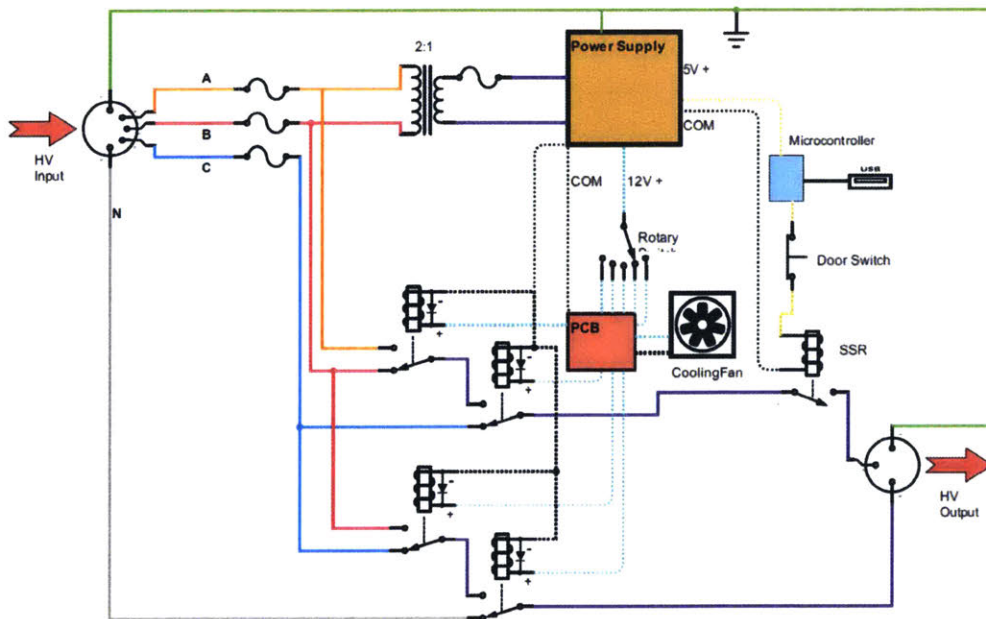 2:1
Power Supply
5V +
A
COM
Microcontroller
B
USB
HV
Input
C
COM
12V +
N
Rotary
Door Switch
-
+
PCB
-
SSR
CoolingFan
+
-
+
HV
Output
-
+